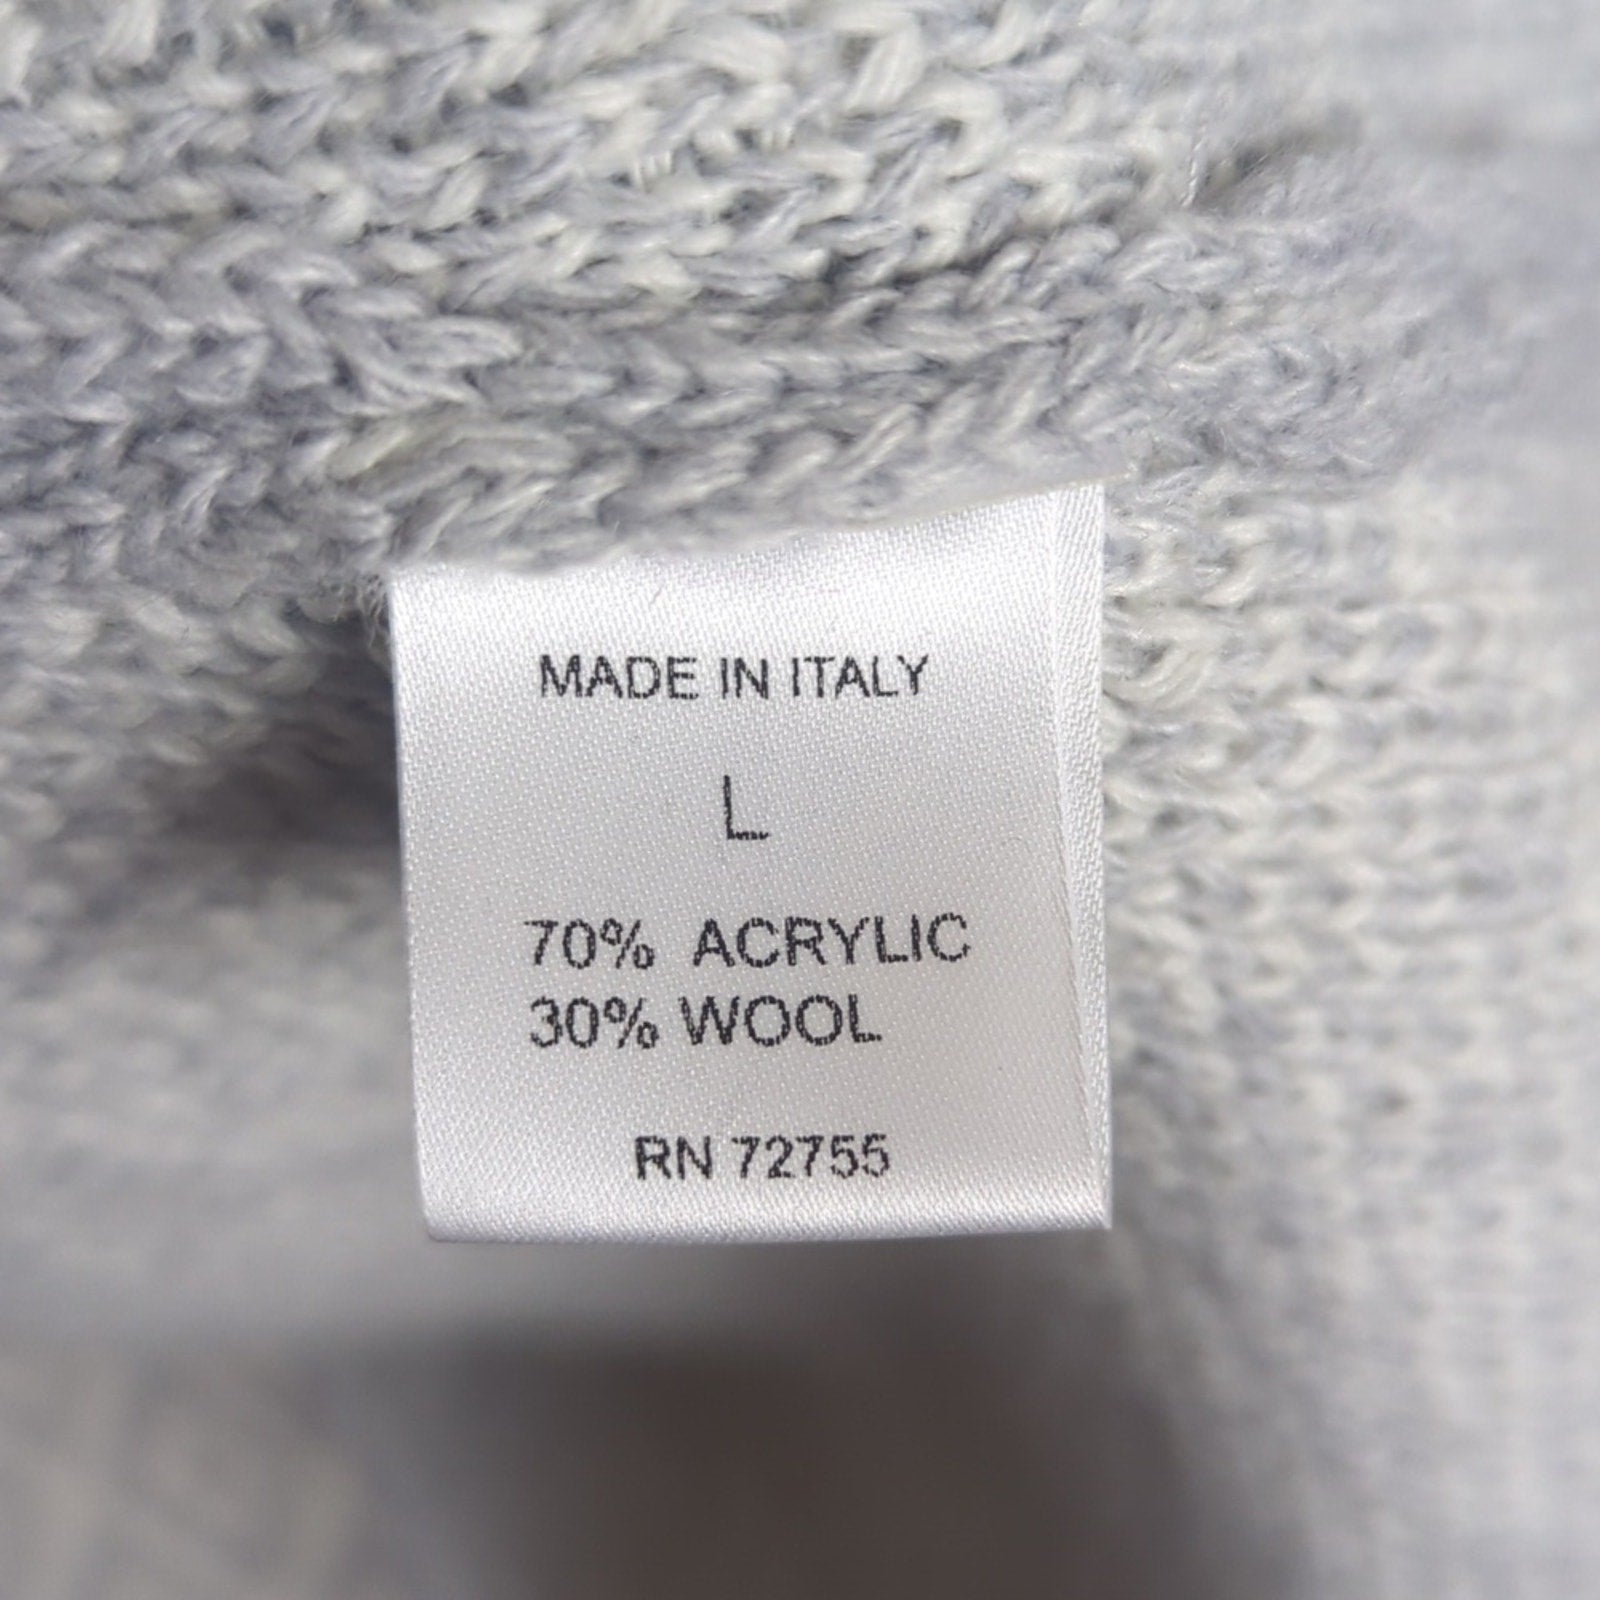 MADE IN ITALY
L
70% ACRYLIC
30% WOOL
RN 72755